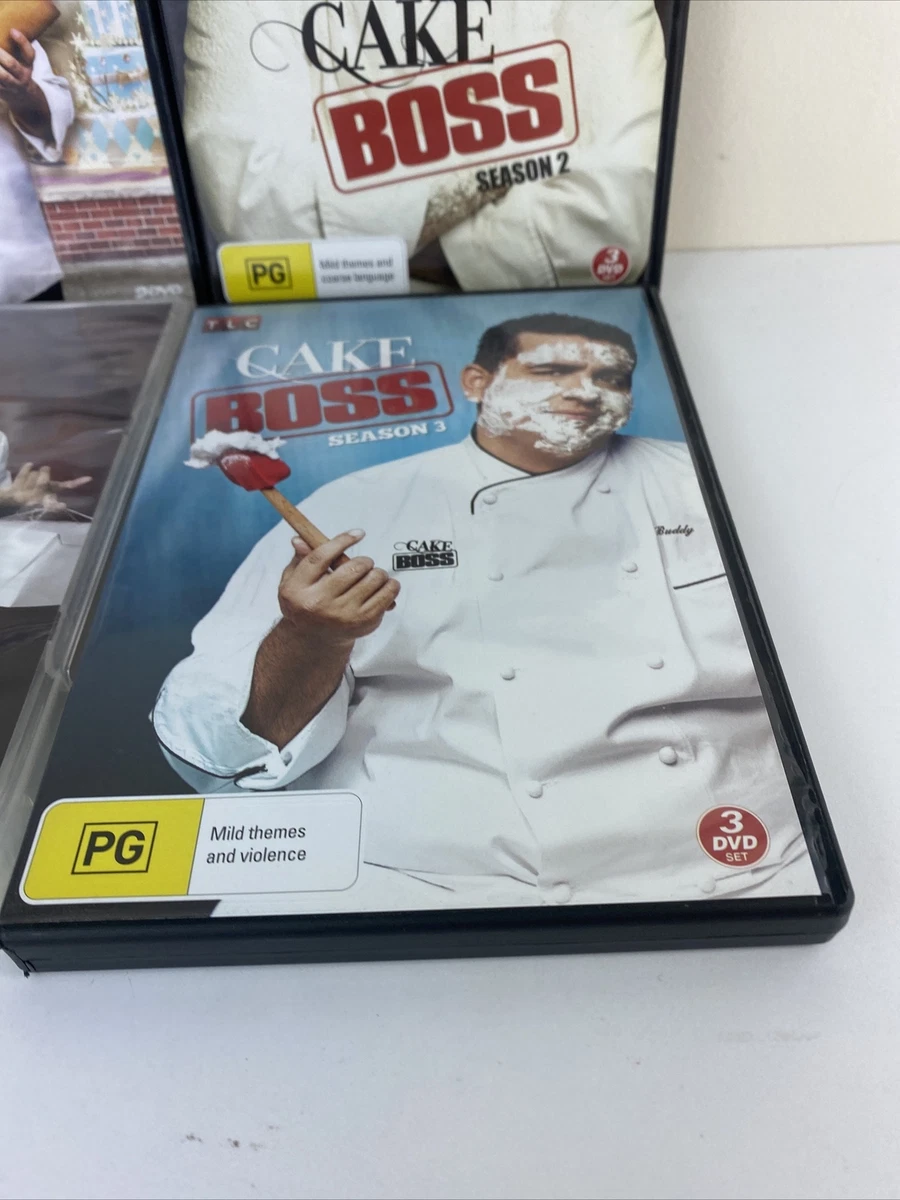 CAKE
BOSS
SEASON 2
PG
Mild themes and
coarse language
3
DVD
TLC
CAKE
BOSS
SEASON 3
CAKE
BOSS
Buddy
PG
Mild themes
and violence
3
DVD
SET